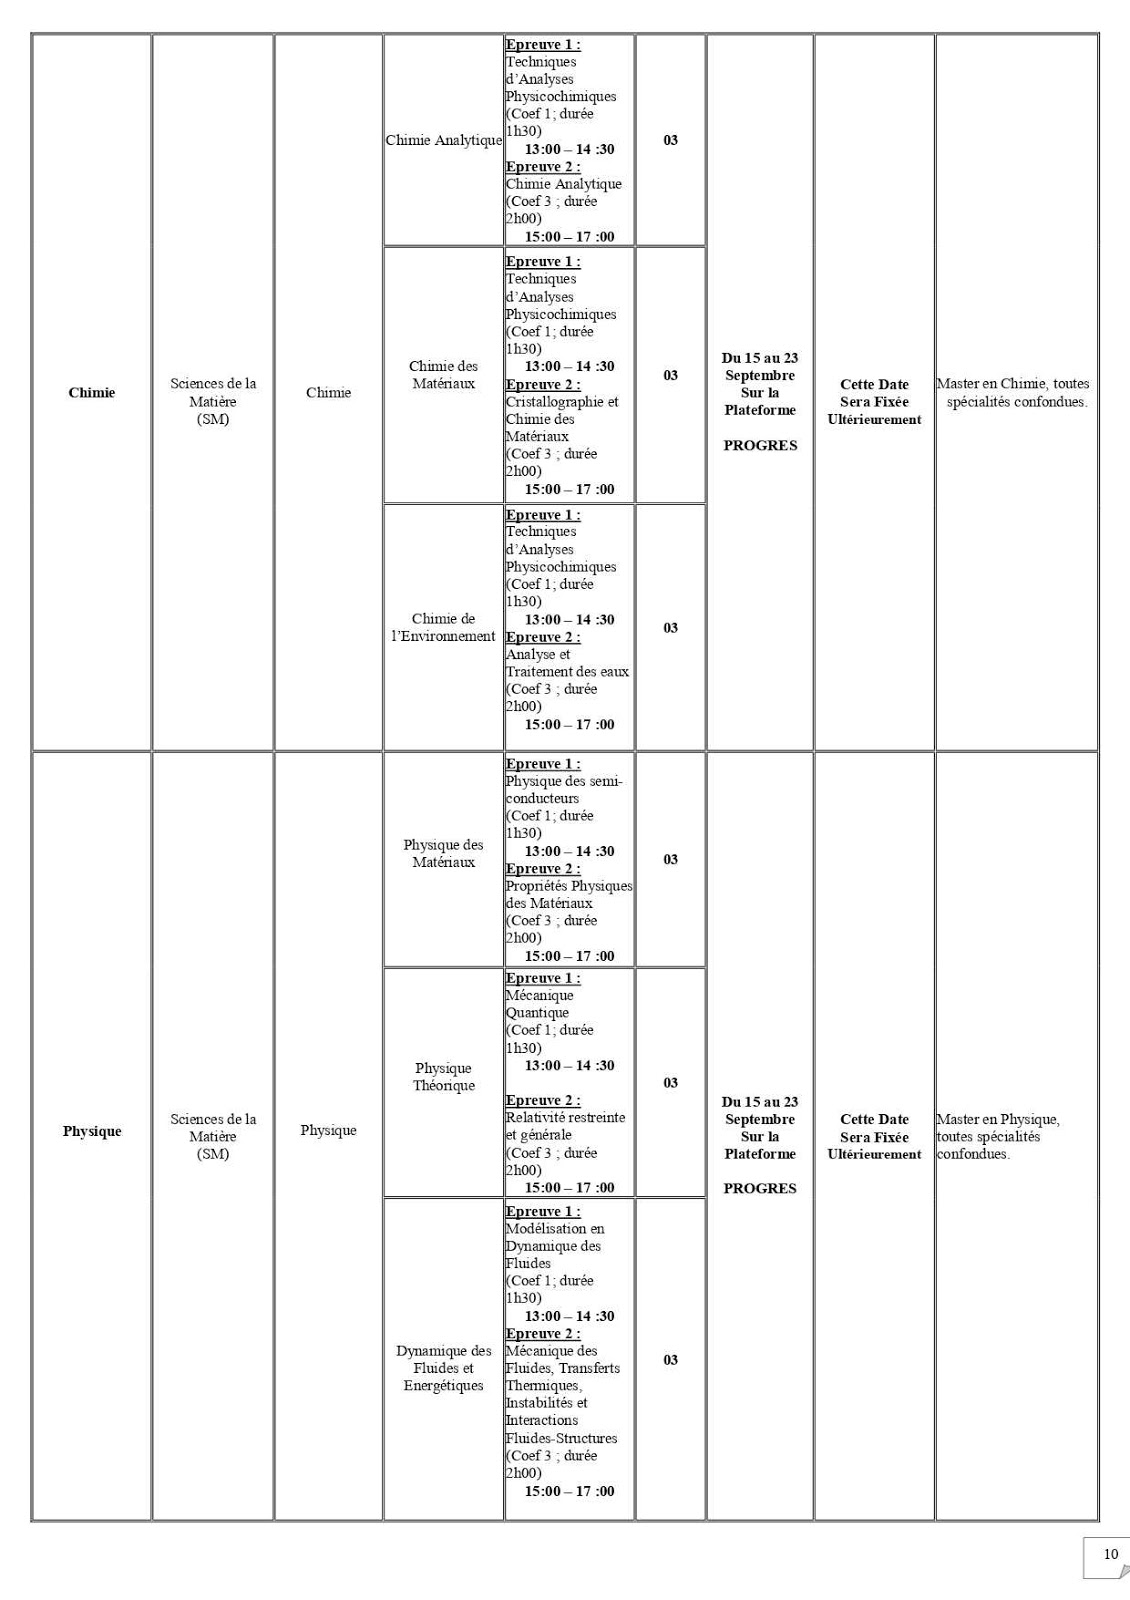 Chimie
Sciences de la
Matière
(SM)
Chimie
Chimie Analytique
Epreuve 1 :
Techniques
d’Analyses
Physicochimiques
(Coef 1; durée
1h30)
13:00 – 14 :30
Epreuve 2 :
Chimie Analytique
(Coef 3 ; durée
2h00)
15:00 – 17 :00
03
Chimie des
Matériaux
Epreuve 1 :
Techniques
d’Analyses
Physicochimiques
(Coef 1; durée
1h30)
13:00 – 14 :30
Epreuve 2 :
Cristallographie et
Chimie des
Matériaux
(Coef 3 ; durée
2h00)
15:00 – 17 :00
03
Chimie de
l’Environnement
Epreuve 1 :
Techniques
d’Analyses
Physicochimiques
(Coef 1; durée
1h30)
13:00 – 14 :30
Epreuve 2 :
Analyse et
Traitement des eaux
(Coef 3 ; durée
2h00)
15:00 – 17 :00
03
Du 15 au 23
Septembre
Sur la
Plateforme
PROGRES
Cette Date
Sera Fixée
Ultérieurement
Master en Chimie, toutes
spécialités confondues.
Physique
Sciences de la
Matière
(SM)
Physique
Physique des
Matériaux
Epreuve 1 :
Physique des semi-
conducteurs
(Coef 1; durée
1h30)
13:00 – 14 :30
Epreuve 2 :
Propriétés Physiques
des Matériaux
(Coef 3 ; durée
2h00)
15:00 – 17 :00
03
Physique
Théorique
Epreuve 1 :
Mécanique
Quantique
(Coef 1; durée
1h30)
13:00 – 14 :30
Epreuve 2 :
Relativité restreinte
et générale
(Coef 3 ; durée
2h00)
15:00 – 17 :00
03
Dynamique des
Fluides et
Energétiques
Epreuve 1 :
Modélisation en
Dynamique des
Fluides
(Coef 1; durée
1h30)
13:00 – 14 :30
Epreuve 2 :
Mécanique des
Fluides, Transferts
Thermiques,
Instabilités et
Interactions
Fluides-Structures
(Coef 3 ; durée
2h00)
15:00 – 17 :00
03
Du 15 au 23
Septembre
Sur la
Plateforme
PROGRES
Cette Date
Sera Fixée
Ultérieurement
Master en Physique,
toutes spécialités
confondues.
10